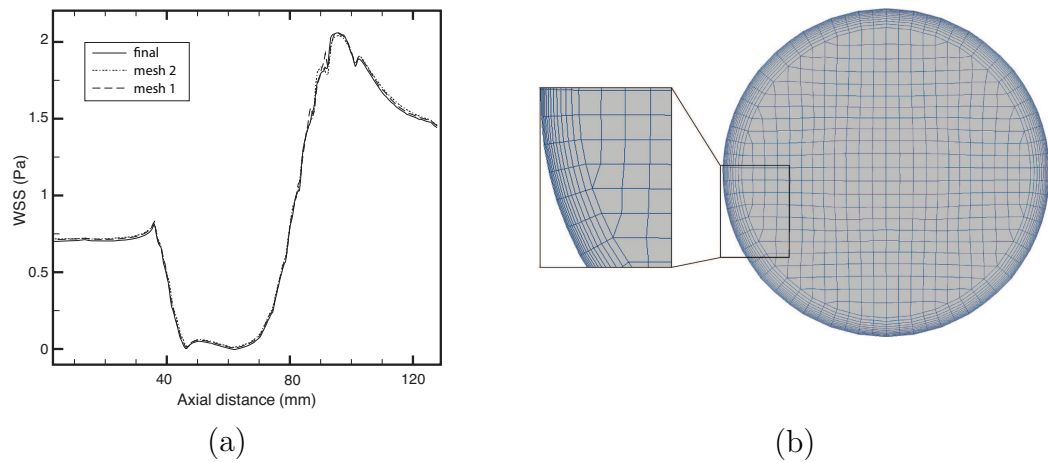 2
1.5
1
0.5
0
WSS (Pa)
final
mesh 2
mesh 1
40
80
120
Axial distance (mm)
(a)
(b)